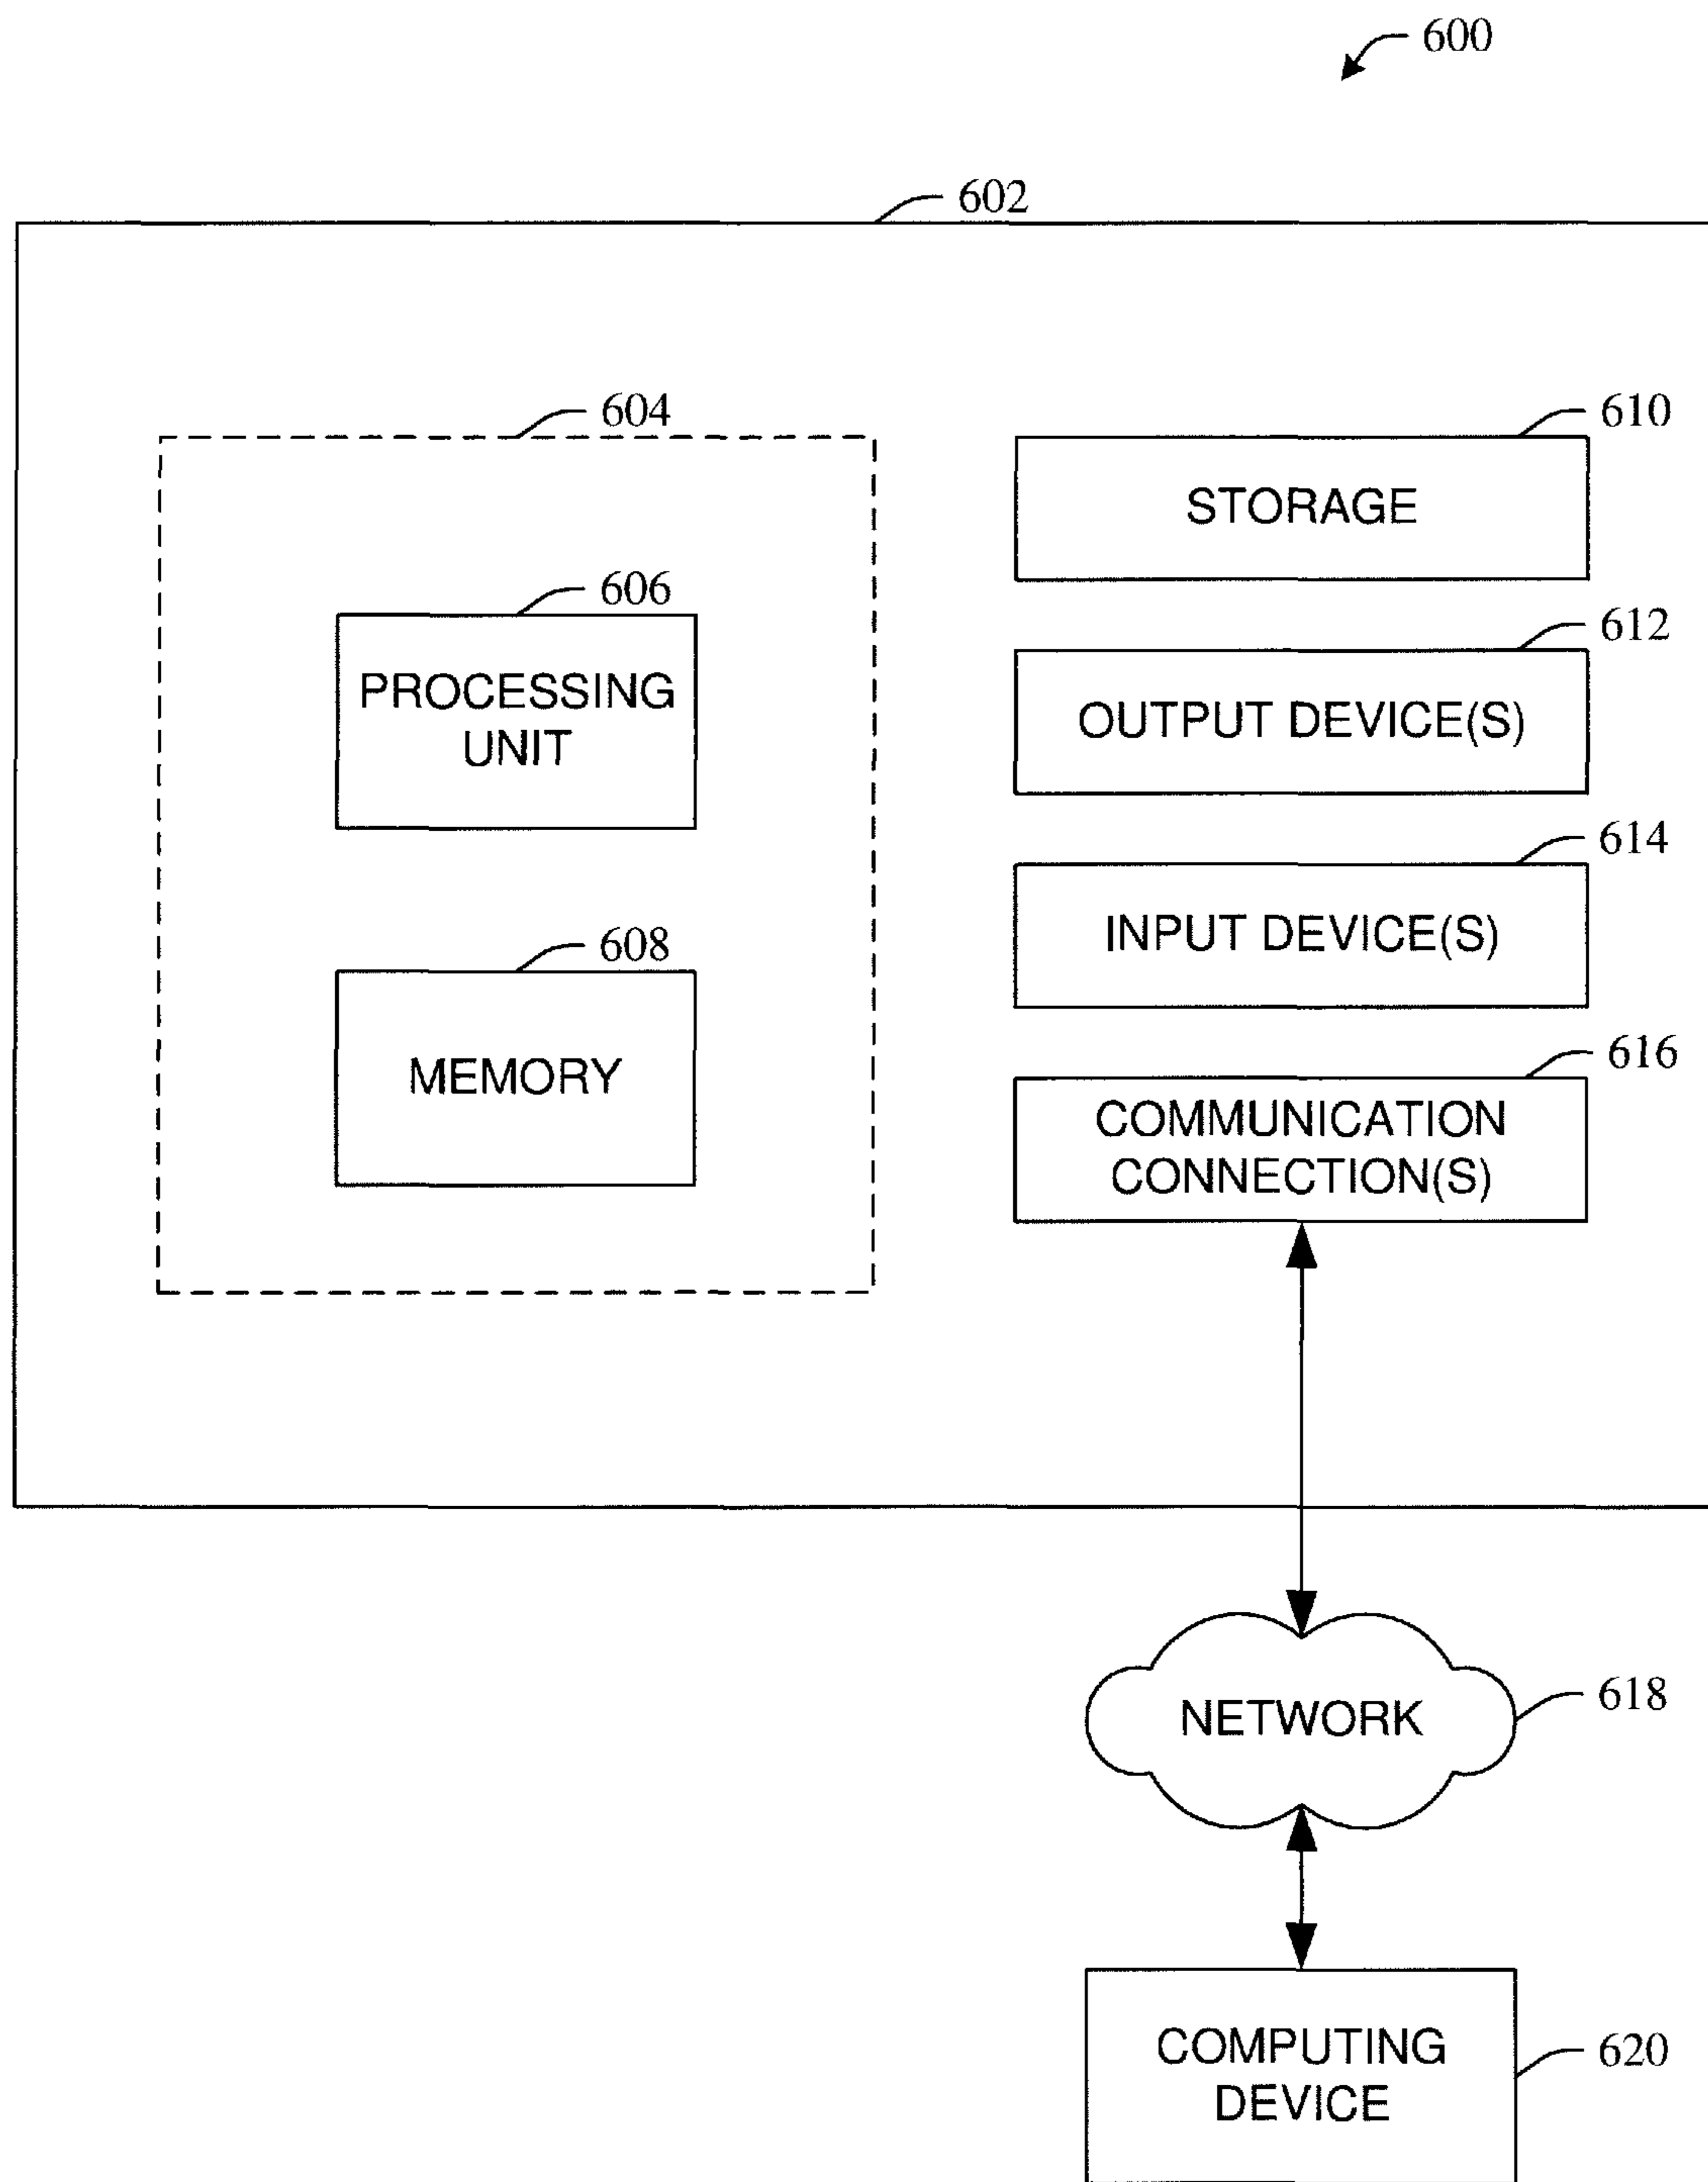 600
602
604
610
STORAGE
606
PROCESSING
UNIT
612
OUTPUT DEVICE(S)
614
INPUT DEVICE(S)
608
MEMORY
616
COMMUNICATION
CONNECTION(S)
NETWORK
618
COMPUTING
DEVICE
620